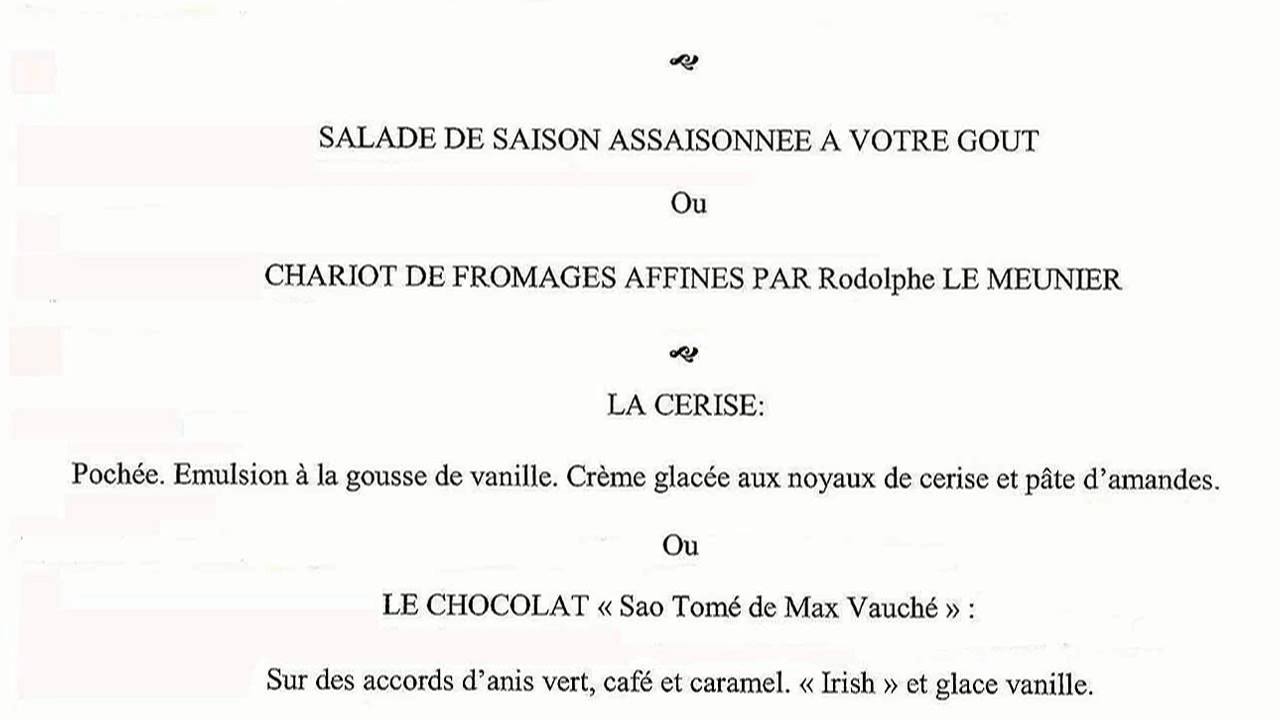 SALADE DE SAISON ASSAISONNEE A VOTRE GOUT
Ou
CHARIOT DE FROMAGES AFFINES PAR Rodolphe LE MEUNIER
LA CERISE:
Pochée. Emulsion à la gousse de vanille. Crème glacée aux noyaux de cerise et pâte d’amandes.
Ou
LE CHOCOLAT « Sao Tomé de Max Vauché » :
Sur des accords d’anis vert, café et caramel. « Irish » et glace vanille.